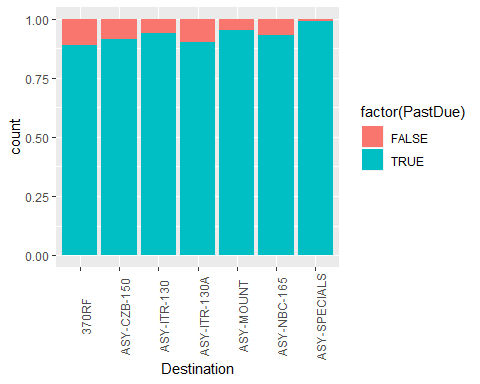 1.00
0.75
0.50
0.25
0.00
count
370RF
ASY-CZB-150
ASY-ITR-130
ASY-ITR-130A
ASY-MOUNT
ASY-NBC-165
ASY-SPECIALS
Destination
factor(PastDue)
FALSE
TRUE